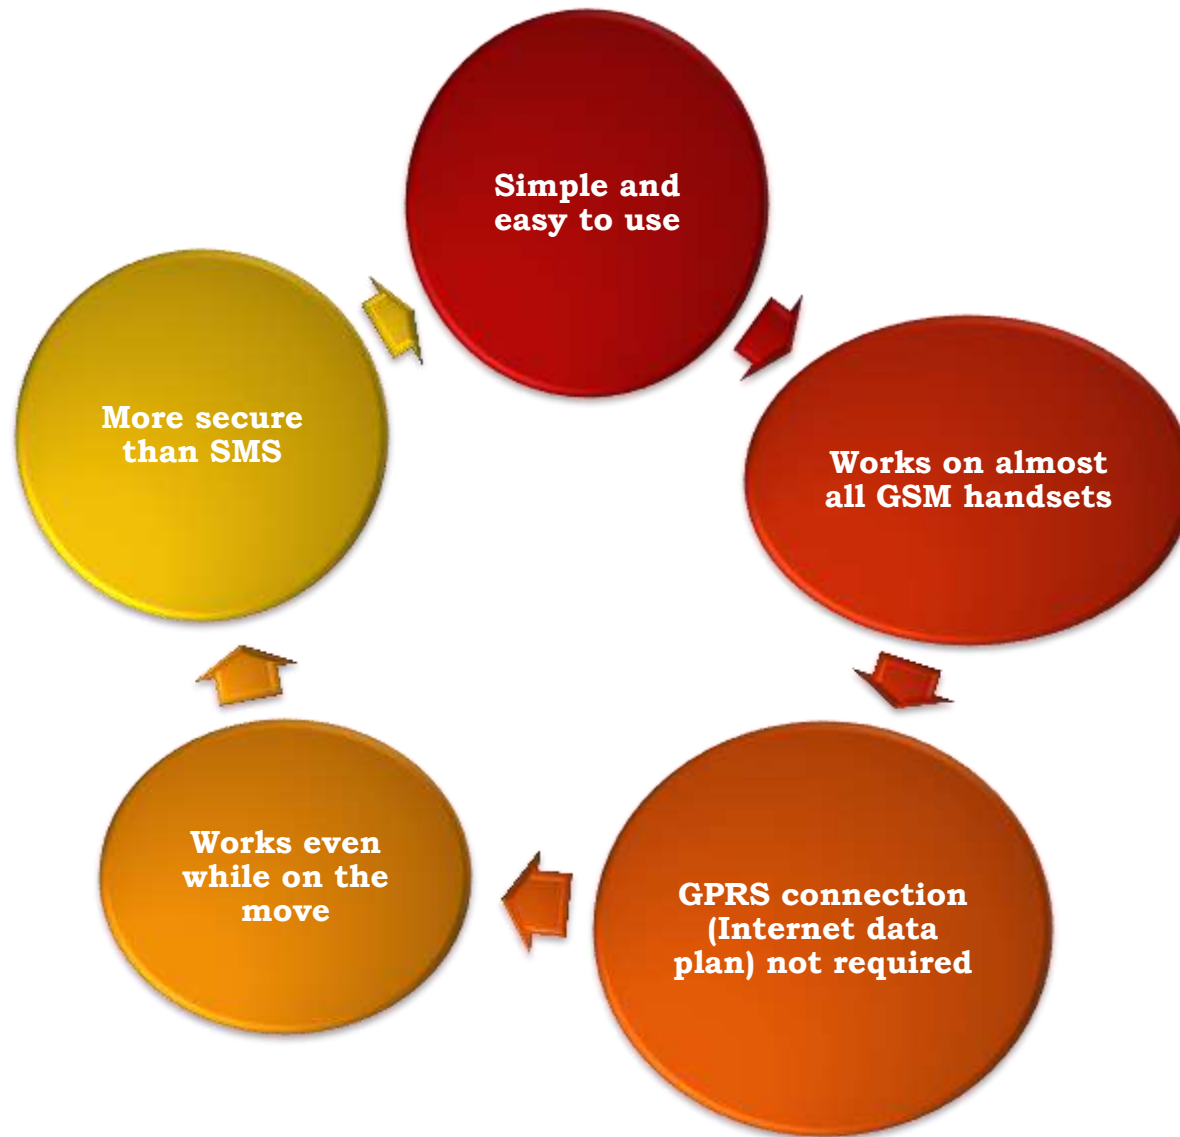 Simple and
easy to use
Works on almost
all GSM handsets
GPRS connection
(Internet data
plan) not required
Works even
while on the
move
More secure
than SMS